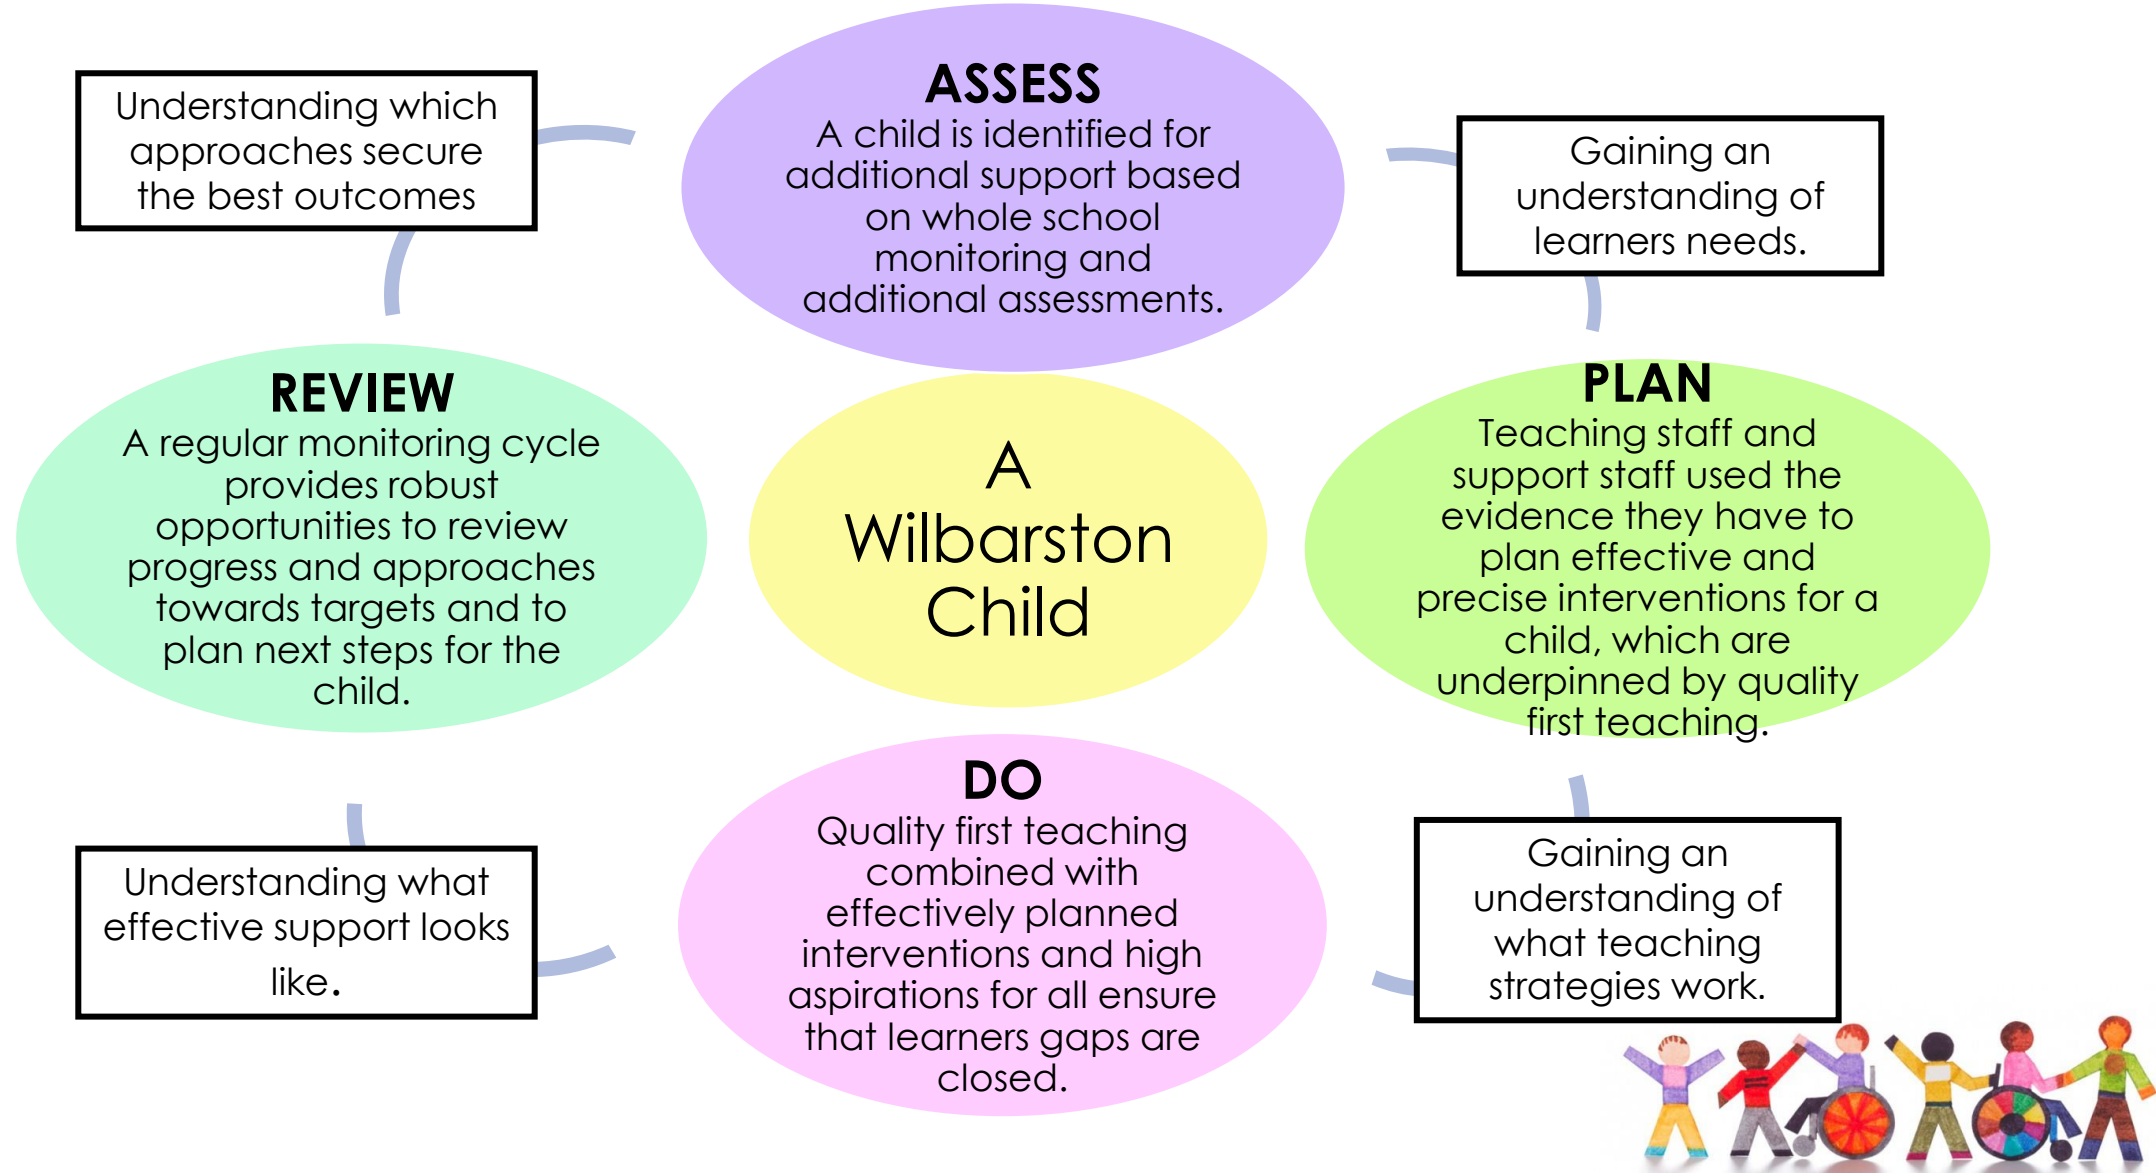 ASSESS
A child is identified for
additional support based
on whole school
monitoring and
additional assessments.
Gaining an
understanding of
learners needs.
PLAN
Teaching staff and
support staff used the
evidence they have to
plan effective and
precise interventions for a
child, which are
underpinned by quality
first teaching.
Gaining an
understanding of
what teaching
strategies work.
DO
Quality first teaching
combined with
effectively planned
interventions and high
aspirations for all ensure
that learners gaps are
closed.
Understanding what
effective support looks
like.
REVIEW
A regular monitoring cycle
provides robust
opportunities to review
progress and approaches
towards targets and to
plan next steps for the
child.
Understanding which
approaches secure
the best outcomes
A
Wilbarston
Child